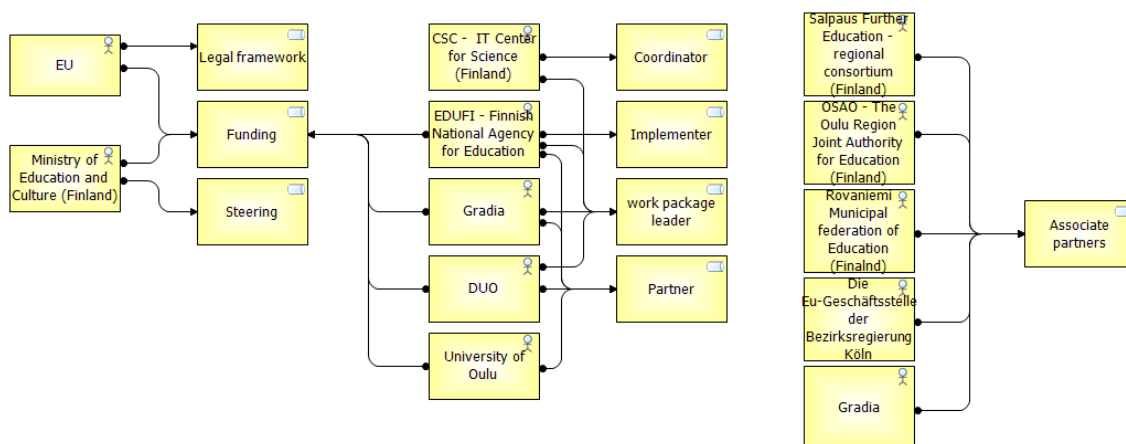 EU
Legal framework
Funding
Ministry of
Education and
Culture (Finland)
Steering
CSC - IT Center
for Science
(Finland)
Coordinator
EDUFI - Finnish
National Agency
for Education
Implementer
Gradia
work package
leader
DUO
Partner
University of
Oulu
Salpaus Further
Education -
regional
consortium
(Finland)
OSAO - The
Oulu Region
Joint Authority
for Education
(Finland)
Rovaniemi
Municipal
federation of
Education
(Finalnd)
Associate
partners
Die
Eu-Geschäftsstelle
der
Bezirksregierung
Köln
Gradia